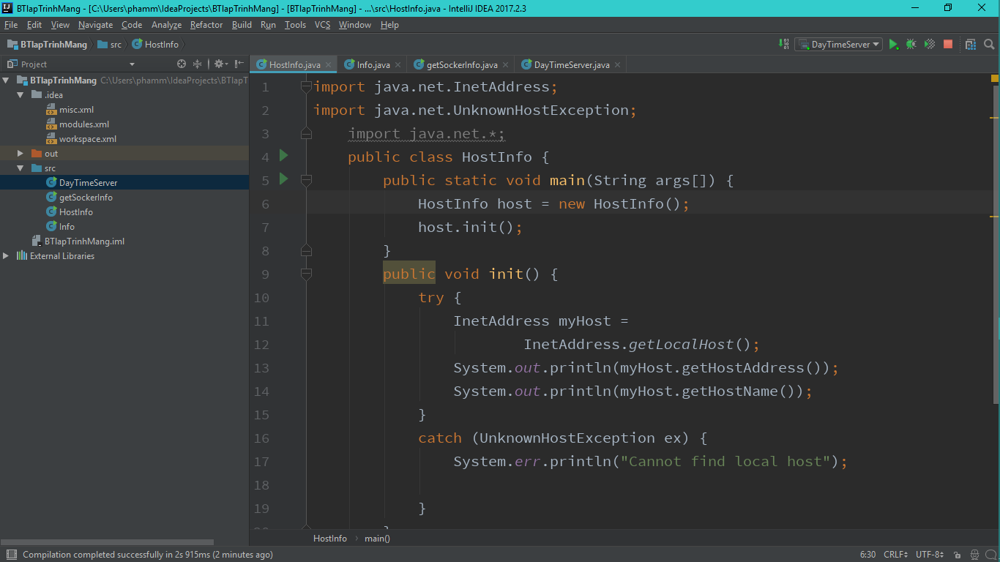 BTlapTrinhMang - [C:\Users\phamm\IdeaProjects\BTlapTrinhMang] - [BTlapTrinhMang] - ...\src\HostInfo.java - IntelliJ IDEA 2017.2.3
File Edit View Navigate Code Analyze Refactor Build Run Tools VCS Window Help
BTlapTrinhMang src HostInfo DayTimeServer
Project
BTlapTrinhMang C:\Users\phamm\IdeaProjects\BTlapT
.idea
misc.xml
modules.xml
workspace.xml
out
src
DayTimeServer
getSockerInfo
HostInfo
Info
BTlapTrinhMang.iml
External Libraries
HostInfo.java Info.java getSockerInfo.java DayTimeServer.java
1 import java.net.InetAddress;
2 import java.net.UnknownHostException;
3 import java.net.*;
4 public class HostInfo {
5 public static void main(String args[]) {
6 HostInfo host = new HostInfo();
7 host.init();
8 }
9 public void init() {
10 try {
11 InetAddress myHost =
12 InetAddress.getLocalHost();
13 System.out.println(myHost.getHostAddress());
14 System.out.println(myHost.getHostName());
15 }
16 catch (UnknownHostException ex) {
17 System.err.println("Cannot find local host");
18
19 }
HostInfo main()
Compilation completed successfully in 2s 915ms (2 minutes ago) 6:30 CRLF UTF-8